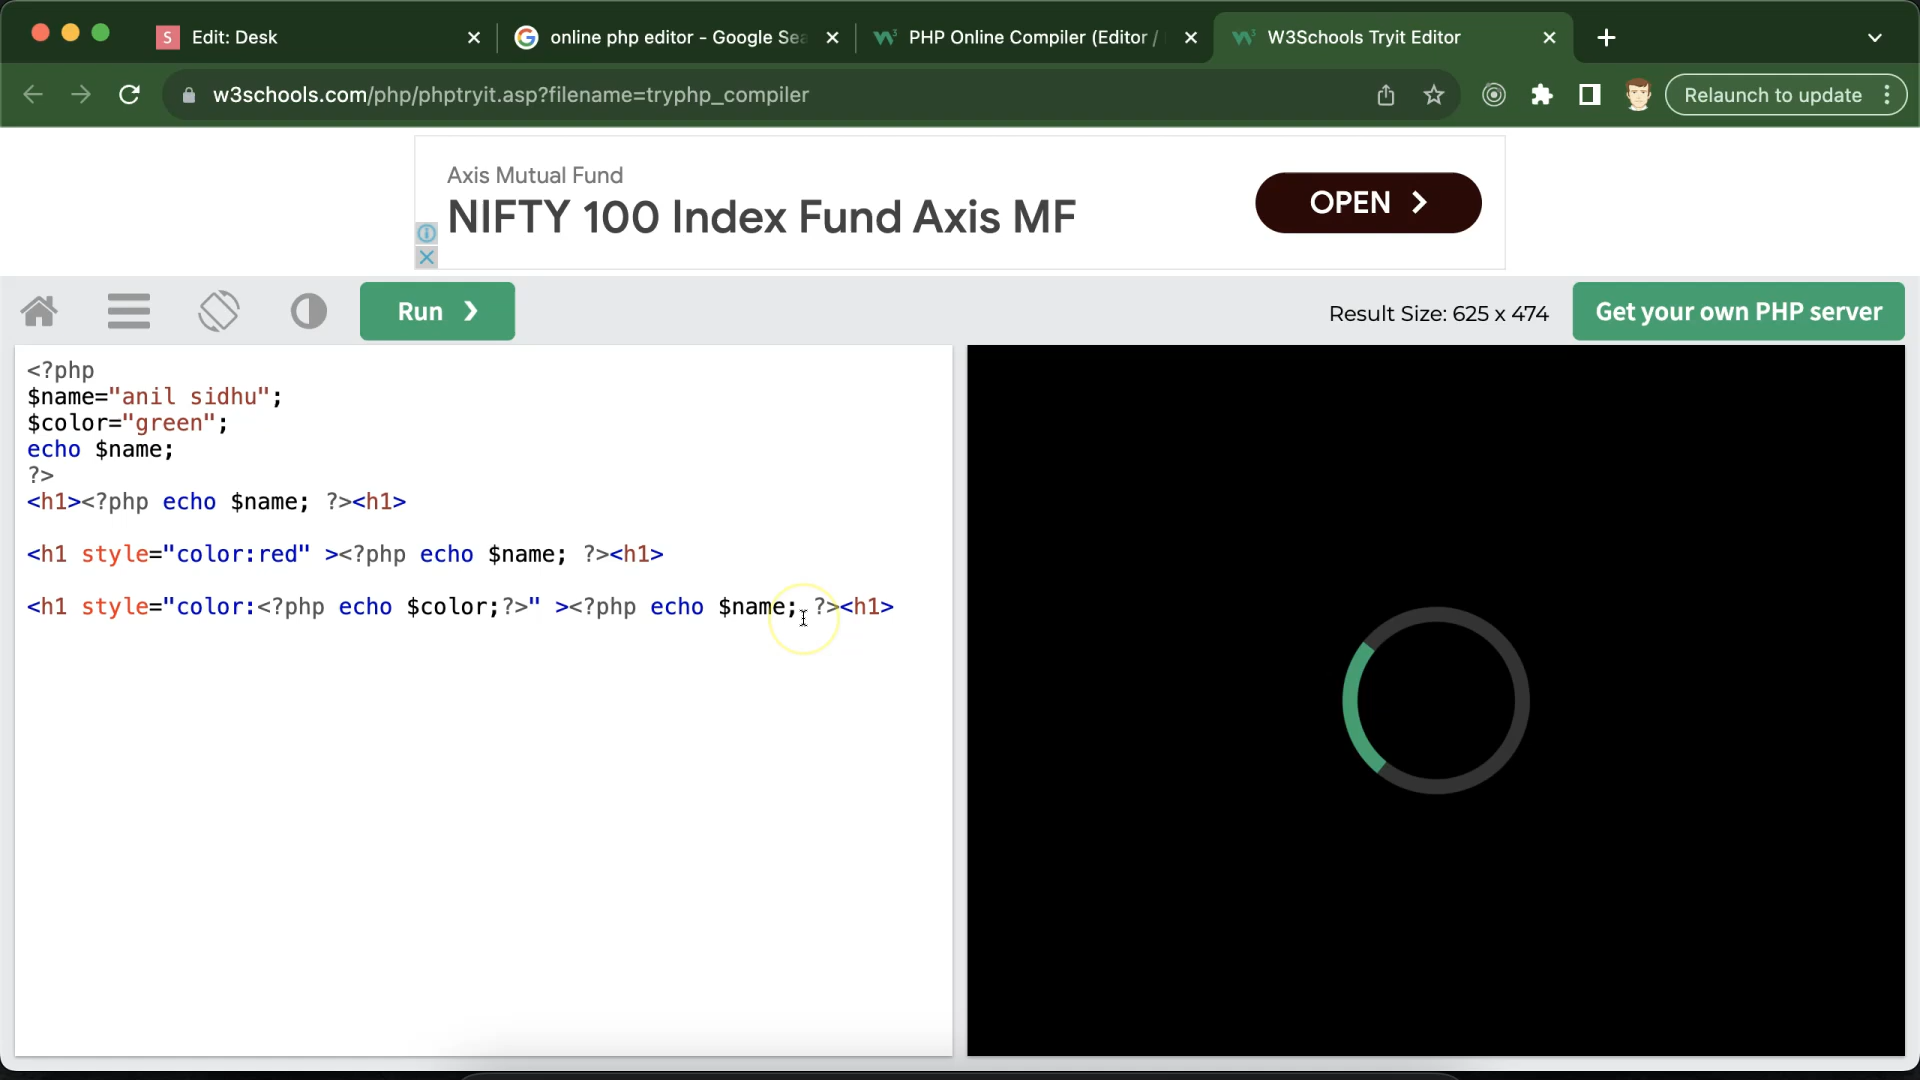 S Edit: Desk
online php editor - Google Sea
PHP Online Compiler (Editor /
W3Schools Tryit Editor
w3schools.com/php/phptryit.asp?filename=tryphp_compiler
Relaunch to update
Axis Mutual Fund
NIFTY 100 Index Fund Axis MF
OPEN
Run ❯
Result Size: 625 x 474
Get your own PHP server
<?php
$name="anil sidhu";
$color="green";
echo $name;
?>
<h1><?php echo $name; ?><h1>
<h1 style="color:red" ><?php echo $name; ?><h1>
<h1 style="color:<?php echo $color;?>" ><?php echo $name; ?><h1>